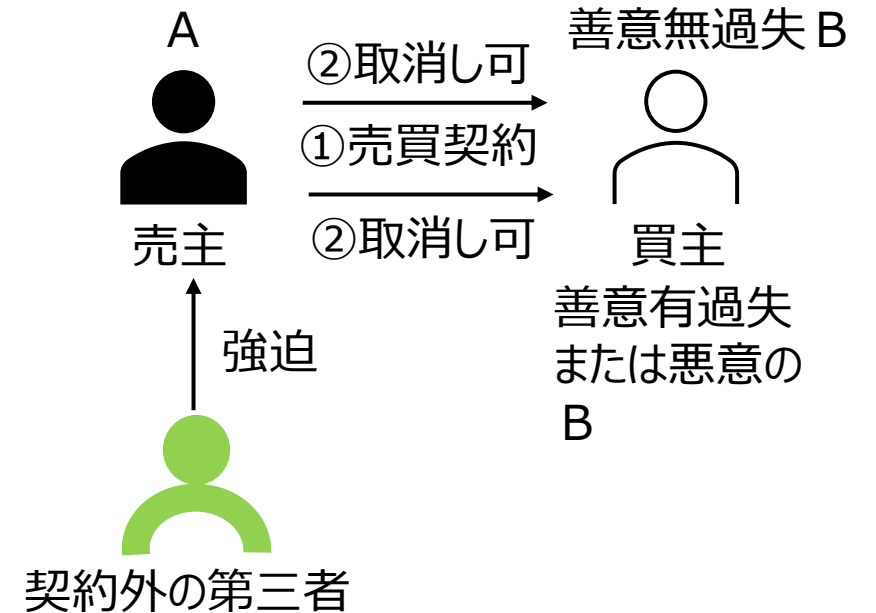 A
善意無過失B
②取消し可
①売買契約
②取消し可
売主
買主
善意有過失
または悪意の
B
強迫
契約外の第三者